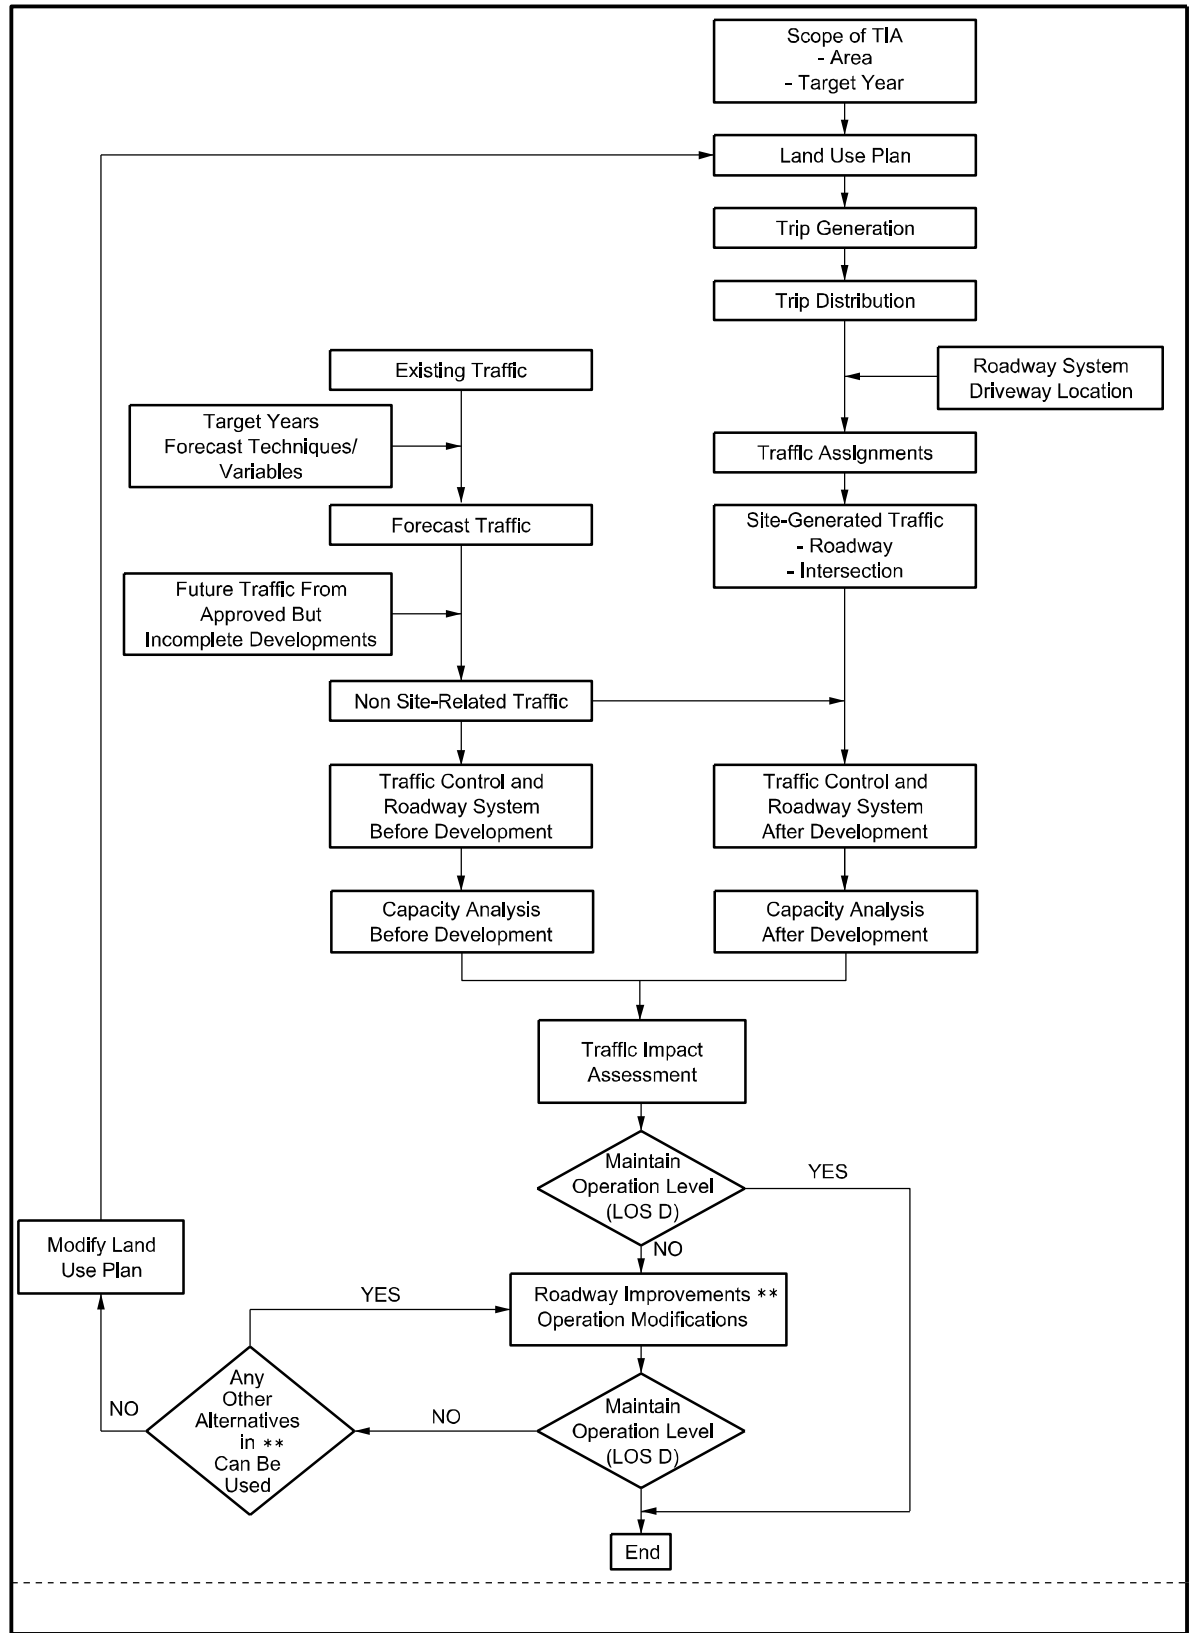 Scope of TIA
- Area
- Target Year
Land Use Plan
Trip Generation
Trip Distribution
Existing Traffic
Roadway System
Driveway Location
Target Years
Forecast Techniques/
Variables
Traffic Assignments
Forecast Traffic
Site-Generated Traffic
- Roadway
- Intersection
Future Traffic From
Approved But
Incomplete Developments
Non Site-Related Traffic
Traffic Control and
Roadway System
Before Development
Traffic Control and
Roadway System
After Development
Capacity Analysis
Before Development
Capacity Analysis
After Development
Traffic Impact
Assessment
Maintain
Operation Level
(LOS D)
YES
NO
Modify Land
Use Plan
YES
Roadway Improvements **
Operation Modifications
Any
Other
Alternatives
in **
Can Be
Used
NO
NO
Maintain
Operation Level
(LOS D)
End